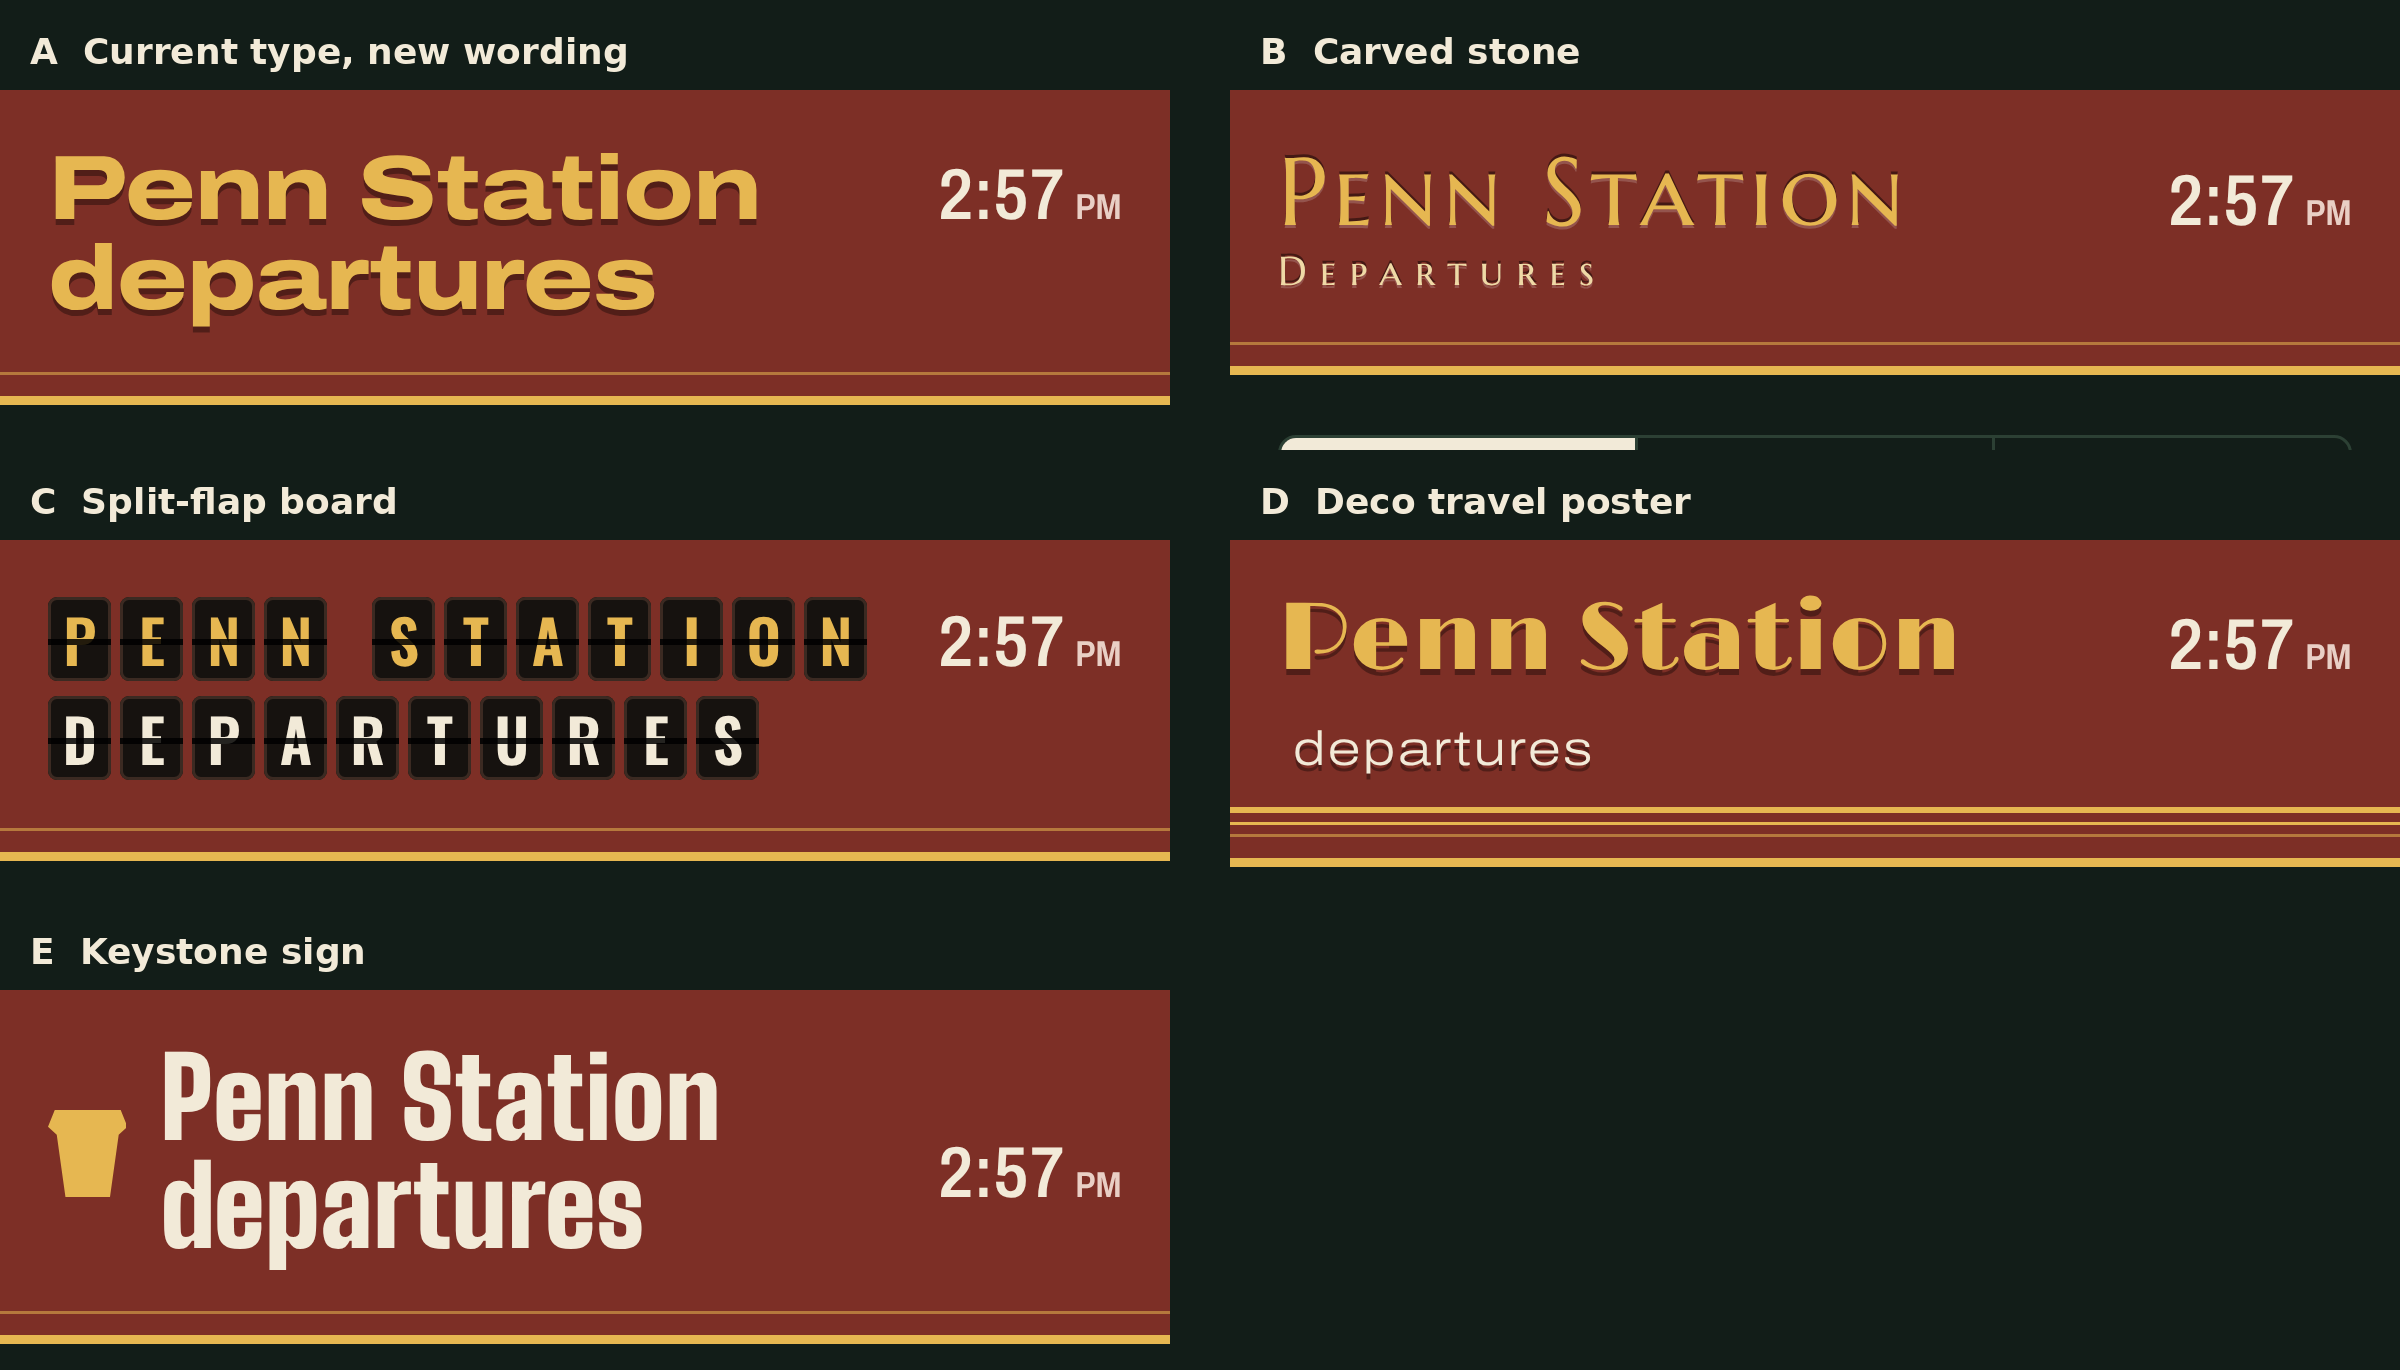 A Current type, new wording
Penn Station
departures
2:57 PM
B Carved stone
Penn Station
Departures
2:57 PM
C Split-flap board
PENN STATION
DEPARTURES
2:57 PM
D Deco travel poster
Penn Station
departures
2:57 PM
E Keystone sign
Penn Station
departures
2:57 PM